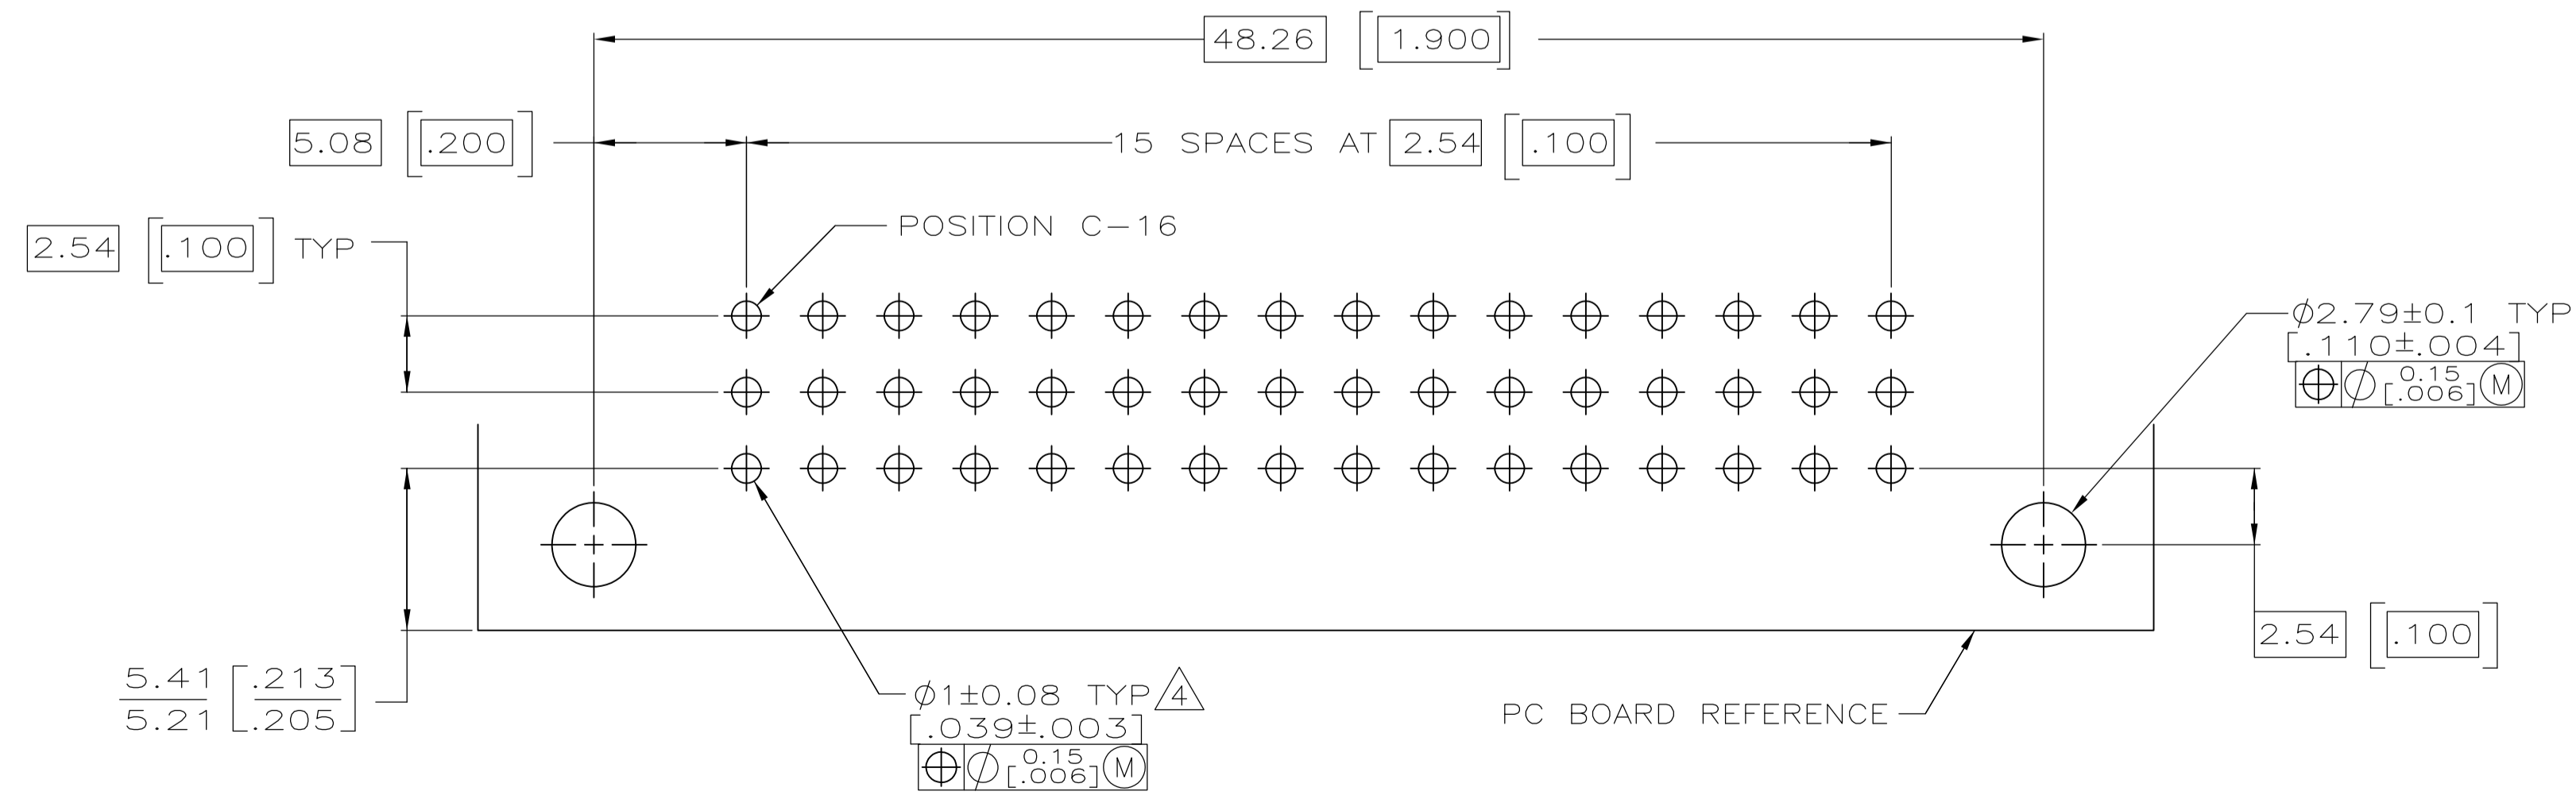 48.26 [1.900]
5.08 [.200]
15 SPACES AT 2.54 [.100]
POSITION C-16
2.54 [.100] TYP
⌀2.79±0.1 TYP
[.110±.004]
⌖ ⌀ 0.15 [.006] Ⓜ
5.41 [.213]
5.21 [.205]
⌀1±0.08 TYP 4
[.039±.003]
⌖ ⌀ 0.15 [.006] Ⓜ
PC BOARD REFERENCE
2.54 [.100]